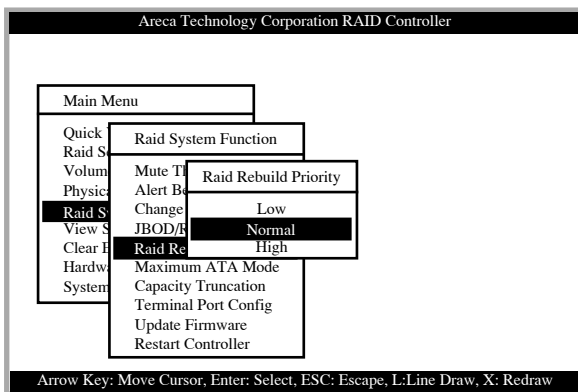 Areca Technology Corporation RAID Controller
Main Menu
Quick
Raid S
Volum
Physic
Raid S
View S
Clear
Hardw
System
Raid System Function
Mute T
Alert Be
Change
JBOD/R
Raid Re
Maximum ATA Mode
Capacity Truncation
Terminal Port Config
Update Firmware
Restart Controller
Raid Rebuild Priority
Low
Normal
High
Arrow Key: Move Cursor, Enter: Select, ESC: Escape, L:Line Draw, X: Redraw